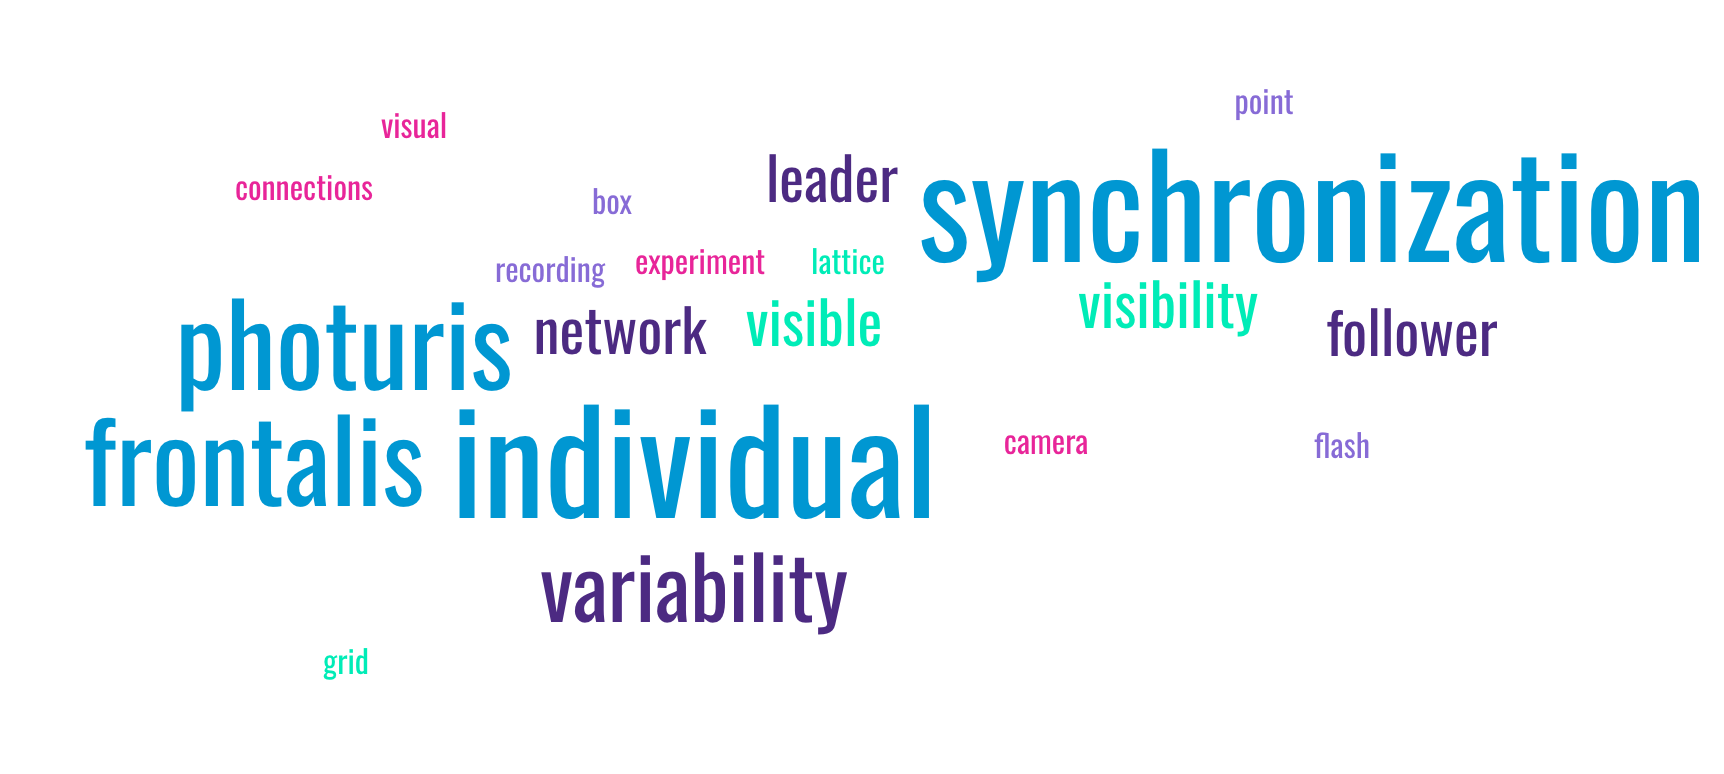 point
visual
leader
synchronization
connections
box
experiment
lattice
recording
visibility
photuris
network
visible
follower
frontalis
individual
camera
flash
variability
grid